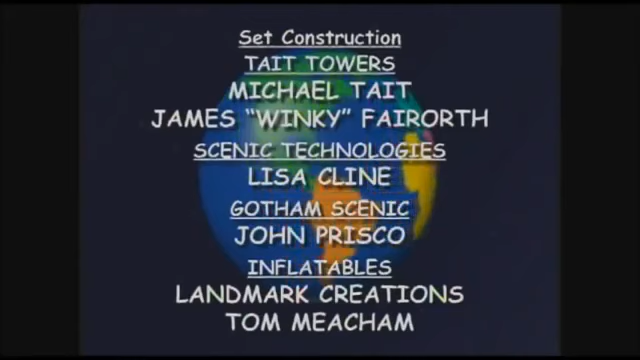 Set Construction
TAIT TOWERS
MICHAEL TAIT
JAMES “WINKY” FAIRORTH
SCENIC TECHNOLOGIES
LISA CLINE
GOTHAM SCENIC
JOHN PRISCO
INFLATABLES
LANDMARK CREATIONS
TOM MEACHAM